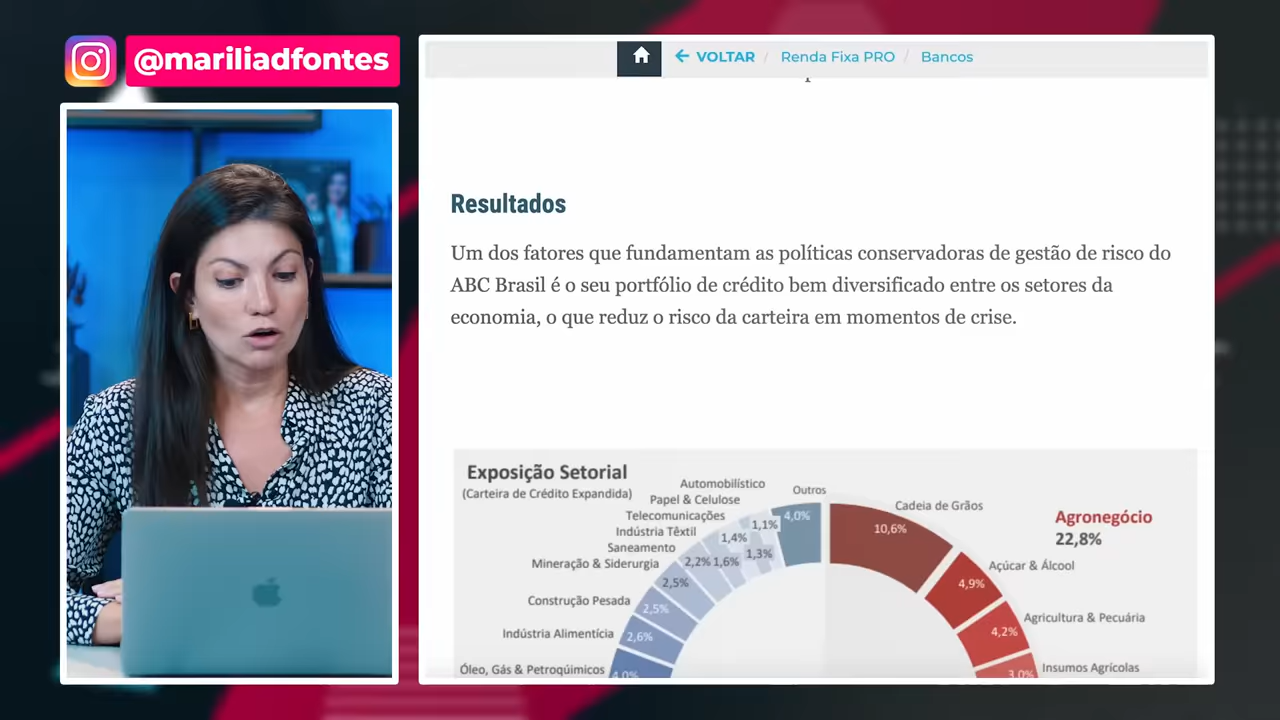 @mariliadfontes
VOLTAR / Renda Fixa PRO / Bancos
Resultados
Um dos fatores que fundamentam as políticas conservadoras de gestão de risco do
ABC Brasil é o seu portfólio de crédito bem diversificado entre os setores da
economia, o que reduz o risco da carteira em momentos de crise.
Exposição Setorial
(Carteira de Crédito Expandida)
Automobilístico
Papel & Celulose
Telecomunicações
Indústria Têxtil
Saneamento
Mineração & Siderurgia
Construção Pesada
Indústria Alimentícia
Óleo, Gás & Petroquímicos
Outros
4,0%
1,1%
1,3%
1,4%
1,6%
2,2%
2,5%
2,5%
2,6%
4,0%
Cadeia de Grãos
10,6%
Agronegócio
22,8%
Açúcar & Álcool
4,9%
Agricultura & Pecuária
4,2%
Insumos Agrícolas
3,0%